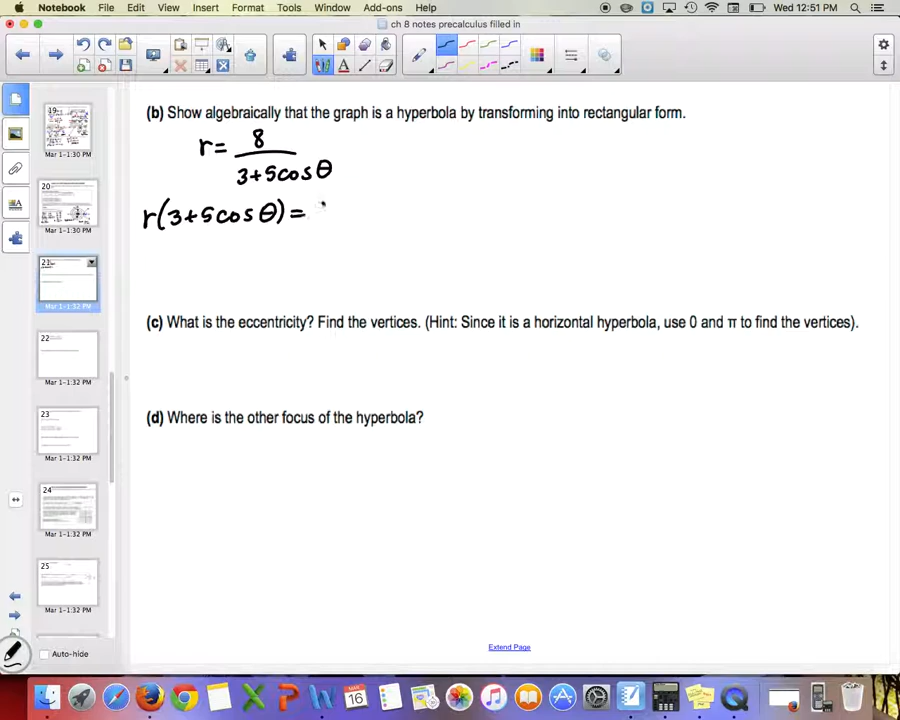 Notebook File Edit View Insert Format Tools Window Add-ons Help Wed 12:51 PM
ch 8 notes precalculus filled in
(b) Show algebraically that the graph is a hyperbola by transforming into rectangular form.
r = 8 / (3+5cos θ)
r(3+5cos θ) =
(c) What is the eccentricity? Find the vertices. (Hint: Since it is a horizontal hyperbola, use 0 and π to find the vertices).
(d) Where is the other focus of the hyperbola?
Extend Page
19
Mar 1-1:30 PM
20
Mar 1-1:30 PM
21
Mar 1-1:32 PM
22
Mar 1-1:32 PM
23
Mar 1-1:32 PM
24
Mar 1-1:32 PM
25
Mar 1-1:32 PM
Auto-hide
MAR
16